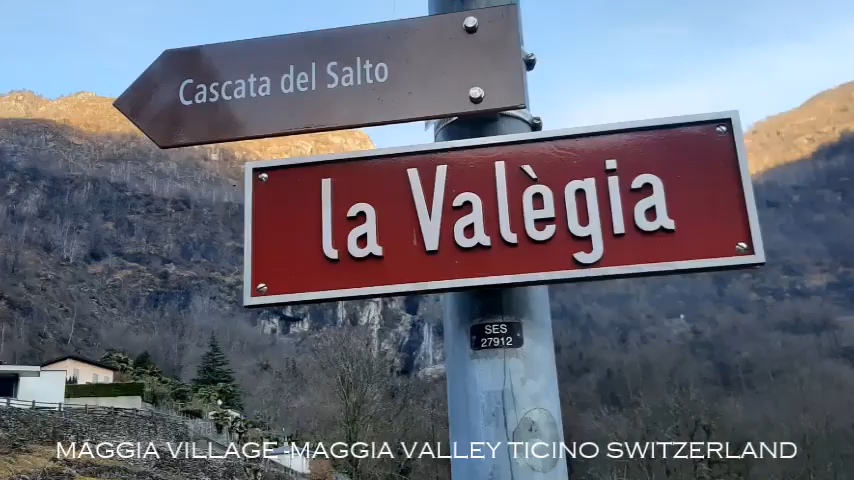 Cascata del Salto
la Valègia
SES
27912
MAGGIA VILLAGE -MAGGIA VALLEY TICINO SWITZERLAND